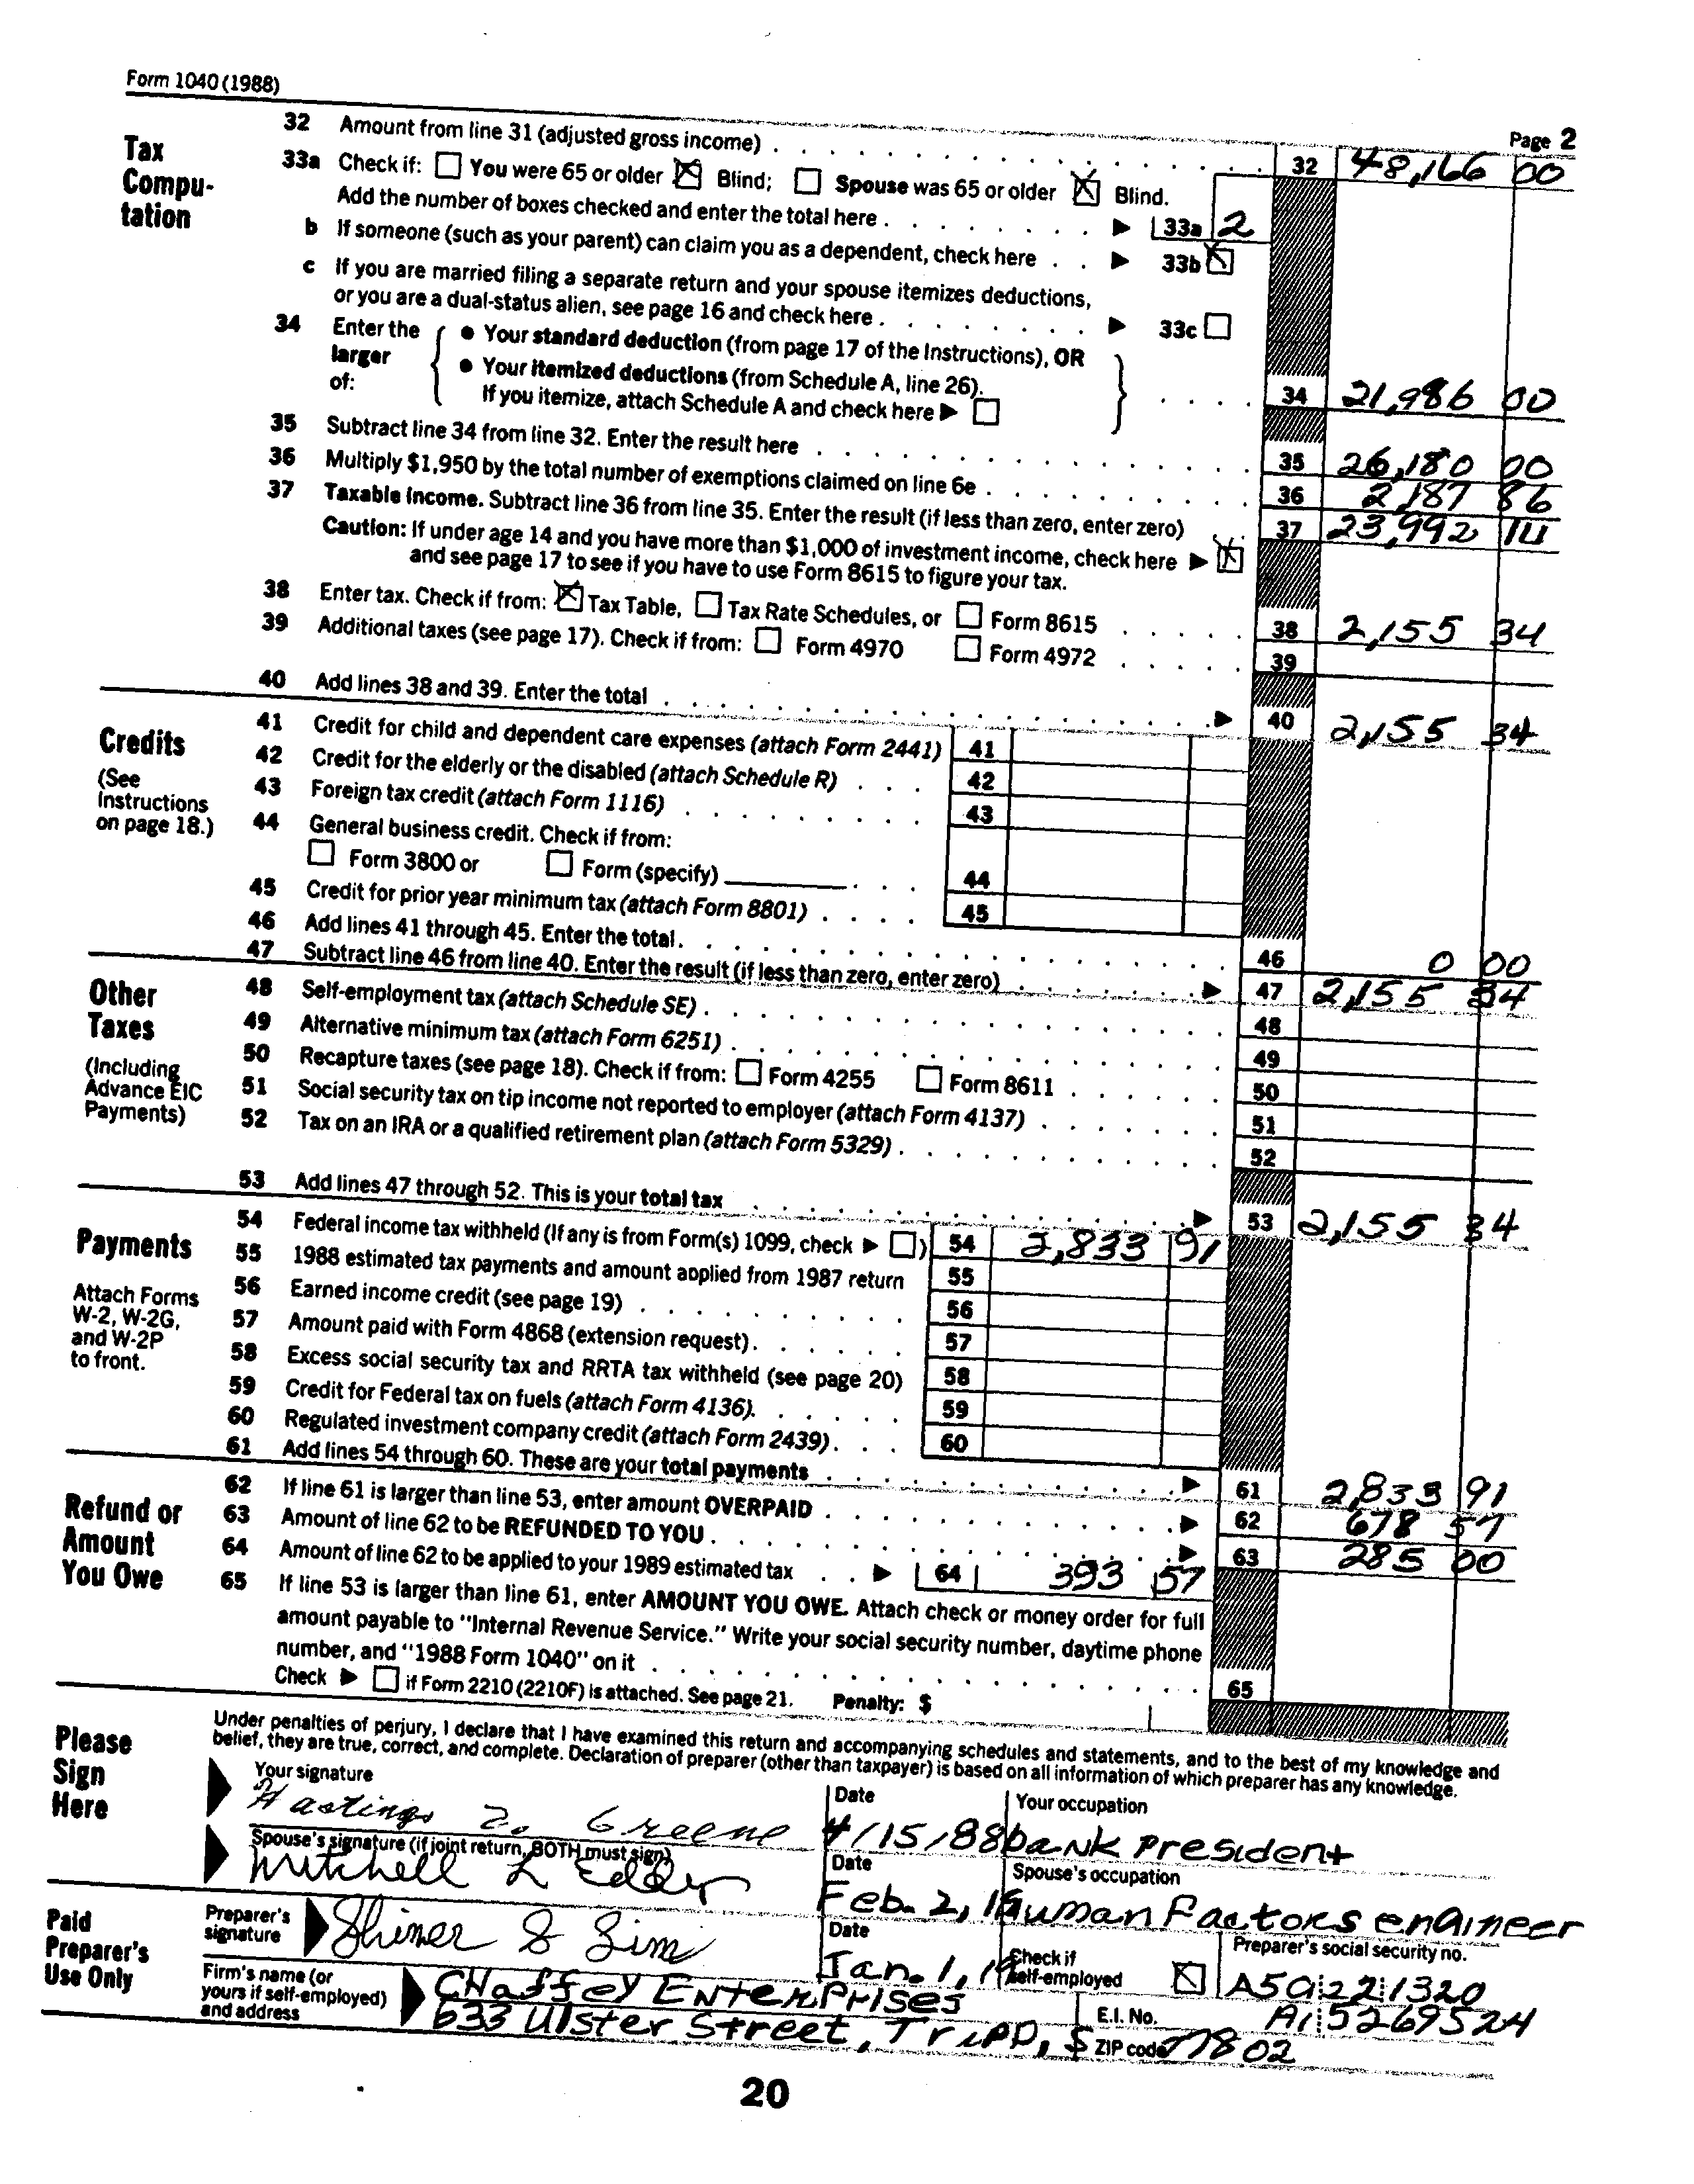 Form 1040 (1988)
Page 2
Tax Compu-tation
32 Amount from line 31 (adjusted gross income) . . . . 32 48,166 00
33a Check if: You were 65 or older Blind; Spouse was 65 or older Blind.
Add the number of boxes checked and enter the total here . . . . 33a 2
b If someone (such as your parent) can claim you as a dependent, check here . . 33b
c If you are married filing a separate return and your spouse itemizes deductions,
or you are a dual-status alien, see page 16 and check here . . . . 33c
34 Enter the larger of:
• Your standard deduction (from page 17 of the Instructions), OR
• Your itemized deductions (from Schedule A, line 26).
If you itemize, attach Schedule A and check here . . . . 34 21,986 00
35 Subtract line 34 from line 32. Enter the result here . . . . 35 26,180 00
36 Multiply $1,950 by the total number of exemptions claimed on line 6e . . . . 36 2,187 86
37 Taxable income. Subtract line 36 from line 35. Enter the result (if less than zero, enter zero) 37 23,992 14
Caution: If under age 14 and you have more than $1,000 of investment income, check here
and see page 17 to see if you have to use Form 8615 to figure your tax.
38 Enter tax. Check if from: Tax Table, Tax Rate Schedules, or Form 8615 . . . . 38 2,155 34
39 Additional taxes (see page 17). Check if from: Form 4970 Form 4972 . . . . 39
40 Add lines 38 and 39. Enter the total . . . . 40 2,155 34
Credits
(See Instructions on page 18.)
41 Credit for child and dependent care expenses (attach Form 2441) 41
42 Credit for the elderly or the disabled (attach Schedule R) . . . 42
43 Foreign tax credit (attach Form 1116) . . . . 43
44 General business credit. Check if from:
Form 3800 or Form (specify) . . . 44
45 Credit for prior year minimum tax (attach Form 8801) . . . . 45
46 Add lines 41 through 45. Enter the total . . . . 46 0 00
47 Subtract line 46 from line 40. Enter the result (if less than zero, enter zero) . . . . 47 2,155 34
Other Taxes
(Including Advance EIC Payments)
48 Self-employment tax (attach Schedule SE) . . . . 48
49 Alternative minimum tax (attach Form 6251) . . . . 49
50 Recapture taxes (see page 18). Check if from: Form 4255 Form 8611 . . . . 50
51 Social security tax on tip income not reported to employer (attach Form 4137) . . . . 51
52 Tax on an IRA or a qualified retirement plan (attach Form 5329) . . . . 52
53 Add lines 47 through 52. This is your total tax . . . . 53 2,155 34
Payments
Attach Forms W-2, W-2G, and W-2P to front.
54 Federal income tax withheld (If any is from Form(s) 1099, check ) 54 2,833 91
55 1988 estimated tax payments and amount applied from 1987 return 55
56 Earned income credit (see page 19) . . . . 56
57 Amount paid with Form 4868 (extension request) . . . . 57
58 Excess social security tax and RRTA tax withheld (see page 20) 58
59 Credit for Federal tax on fuels (attach Form 4136) . . . . 59
60 Regulated investment company credit (attach Form 2439) . . . 60
61 Add lines 54 through 60. These are your total payments . . . . 61 2,833 91
Refund or Amount You Owe
62 If line 61 is larger than line 53, enter amount OVERPAID . . . . 62 678 57
63 Amount of line 62 to be REFUNDED TO YOU . . . . 63 285 00
64 Amount of line 62 to be applied to your 1989 estimated tax . . 64 393 57
65 If line 53 is larger than line 61, enter AMOUNT YOU OWE. Attach check or money order for full
amount payable to "Internal Revenue Service." Write your social security number, daytime phone
number, and "1988 Form 1040" on it . . . . 65
Check if Form 2210 (2210F) is attached. See page 21. Penalty: $
Please Sign Here
Under penalties of perjury, I declare that I have examined this return and accompanying schedules and statements, and to the best of my knowledge and
belief, they are true, correct, and complete. Declaration of preparer (other than taxpayer) is based on all information of which preparer has any knowledge.
Your signature Date Your occupation
Hastings Z. Greene 4/15/88 bank President
Spouse's signature (if joint return, BOTH must sign) Date Spouse's occupation
Mitchell L Feb. 2, 19 Human Factors engineer
Paid Preparer's Use Only
Preparer's signature Shiner S Sim Date Jan. 1, 19 Check if self-employed Preparer's social security no. A5
Firm's name (or yours if self-employed) and address
Chaffey Enterprises E.I. No.
633 Ulster Street, Tripp, S ZIP code 77802
20